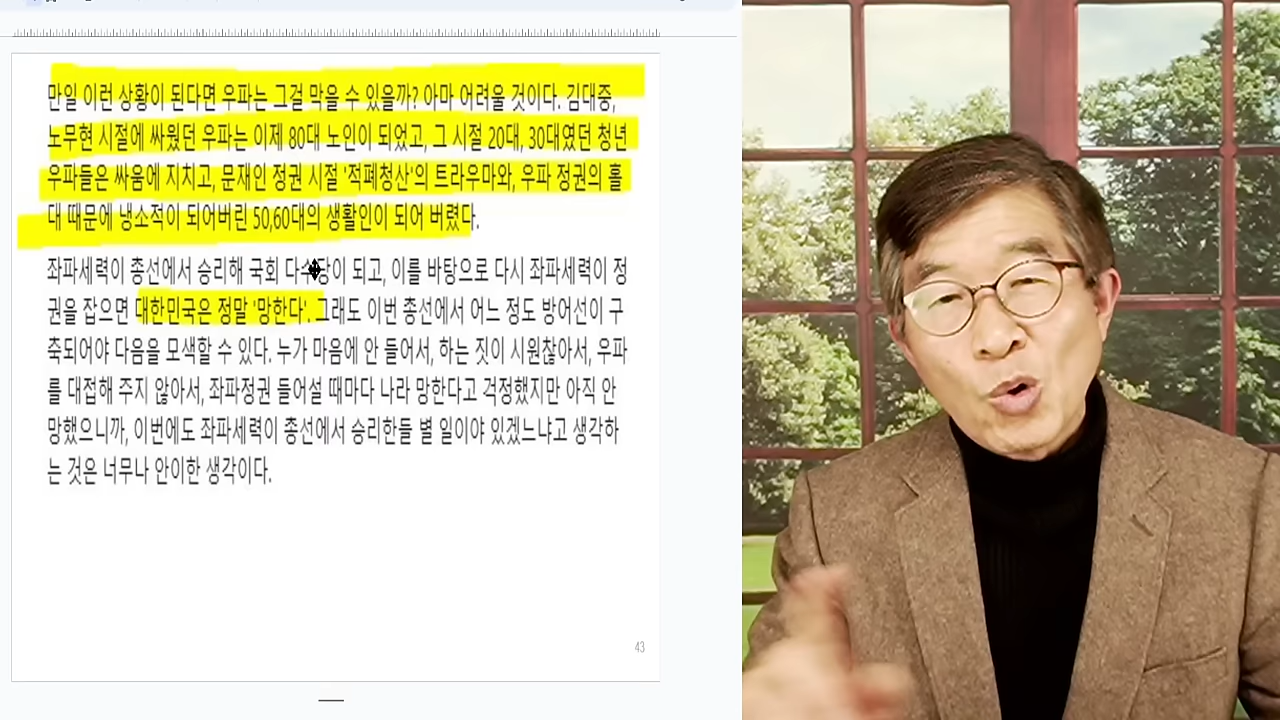 만일 이런 상황이 된다면 우파는 그걸 막을 수 있을까? 아마 어려울 것이다. 김대중,
노무현 시절에 싸웠던 우파는 이제 80대 노인이 되었고, 그 시절 20대, 30대였던 청년
우파들은 싸움에 지치고, 문재인 정권 시절 '적폐청산'의 트라우마와, 우파 정권의 홀
대 때문에 냉소적이 되어버린 50,60대의 생활인이 되어 버렸다.
좌파세력이 총선에서 승리해 국회 다수당이 되고, 이를 바탕으로 다시 좌파세력이 정
권을 잡으면 대한민국은 정말 '망한다'. 그래도 이번 총선에서 어느 정도 방어선이 구
축되어야 다음을 모색할 수 있다. 누가 마음에 안 들어서, 하는 짓이 시원찮아서, 우파
를 대접해 주지 않아서, 좌파정권 들어설 때마다 나라 망한다고 걱정했지만 아직 안
망했으니까, 이번에도 좌파세력이 총선에서 승리한들 별 일이야 있겠느냐고 생각하
는 것은 너무나 안이한 생각이다.
43